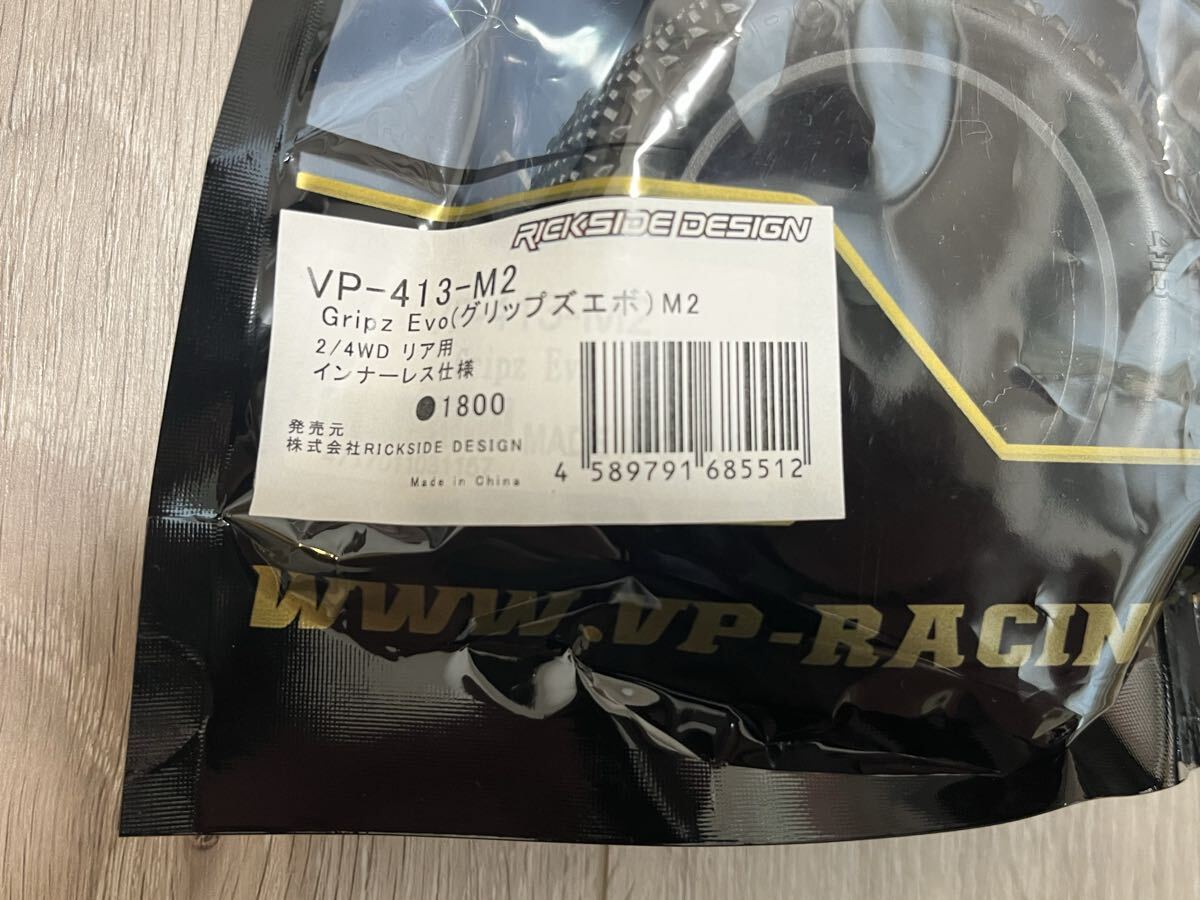 RICKSIDE DESIGN
VP-413-M2
Gripz Evo(グリップズエボ)M2
2/4WD リア用
インナーレス仕様
●1800
発売元
株式会社RICKSIDE DESIGN
Made in China
4 589791 685512
WWW.VP-RACIN